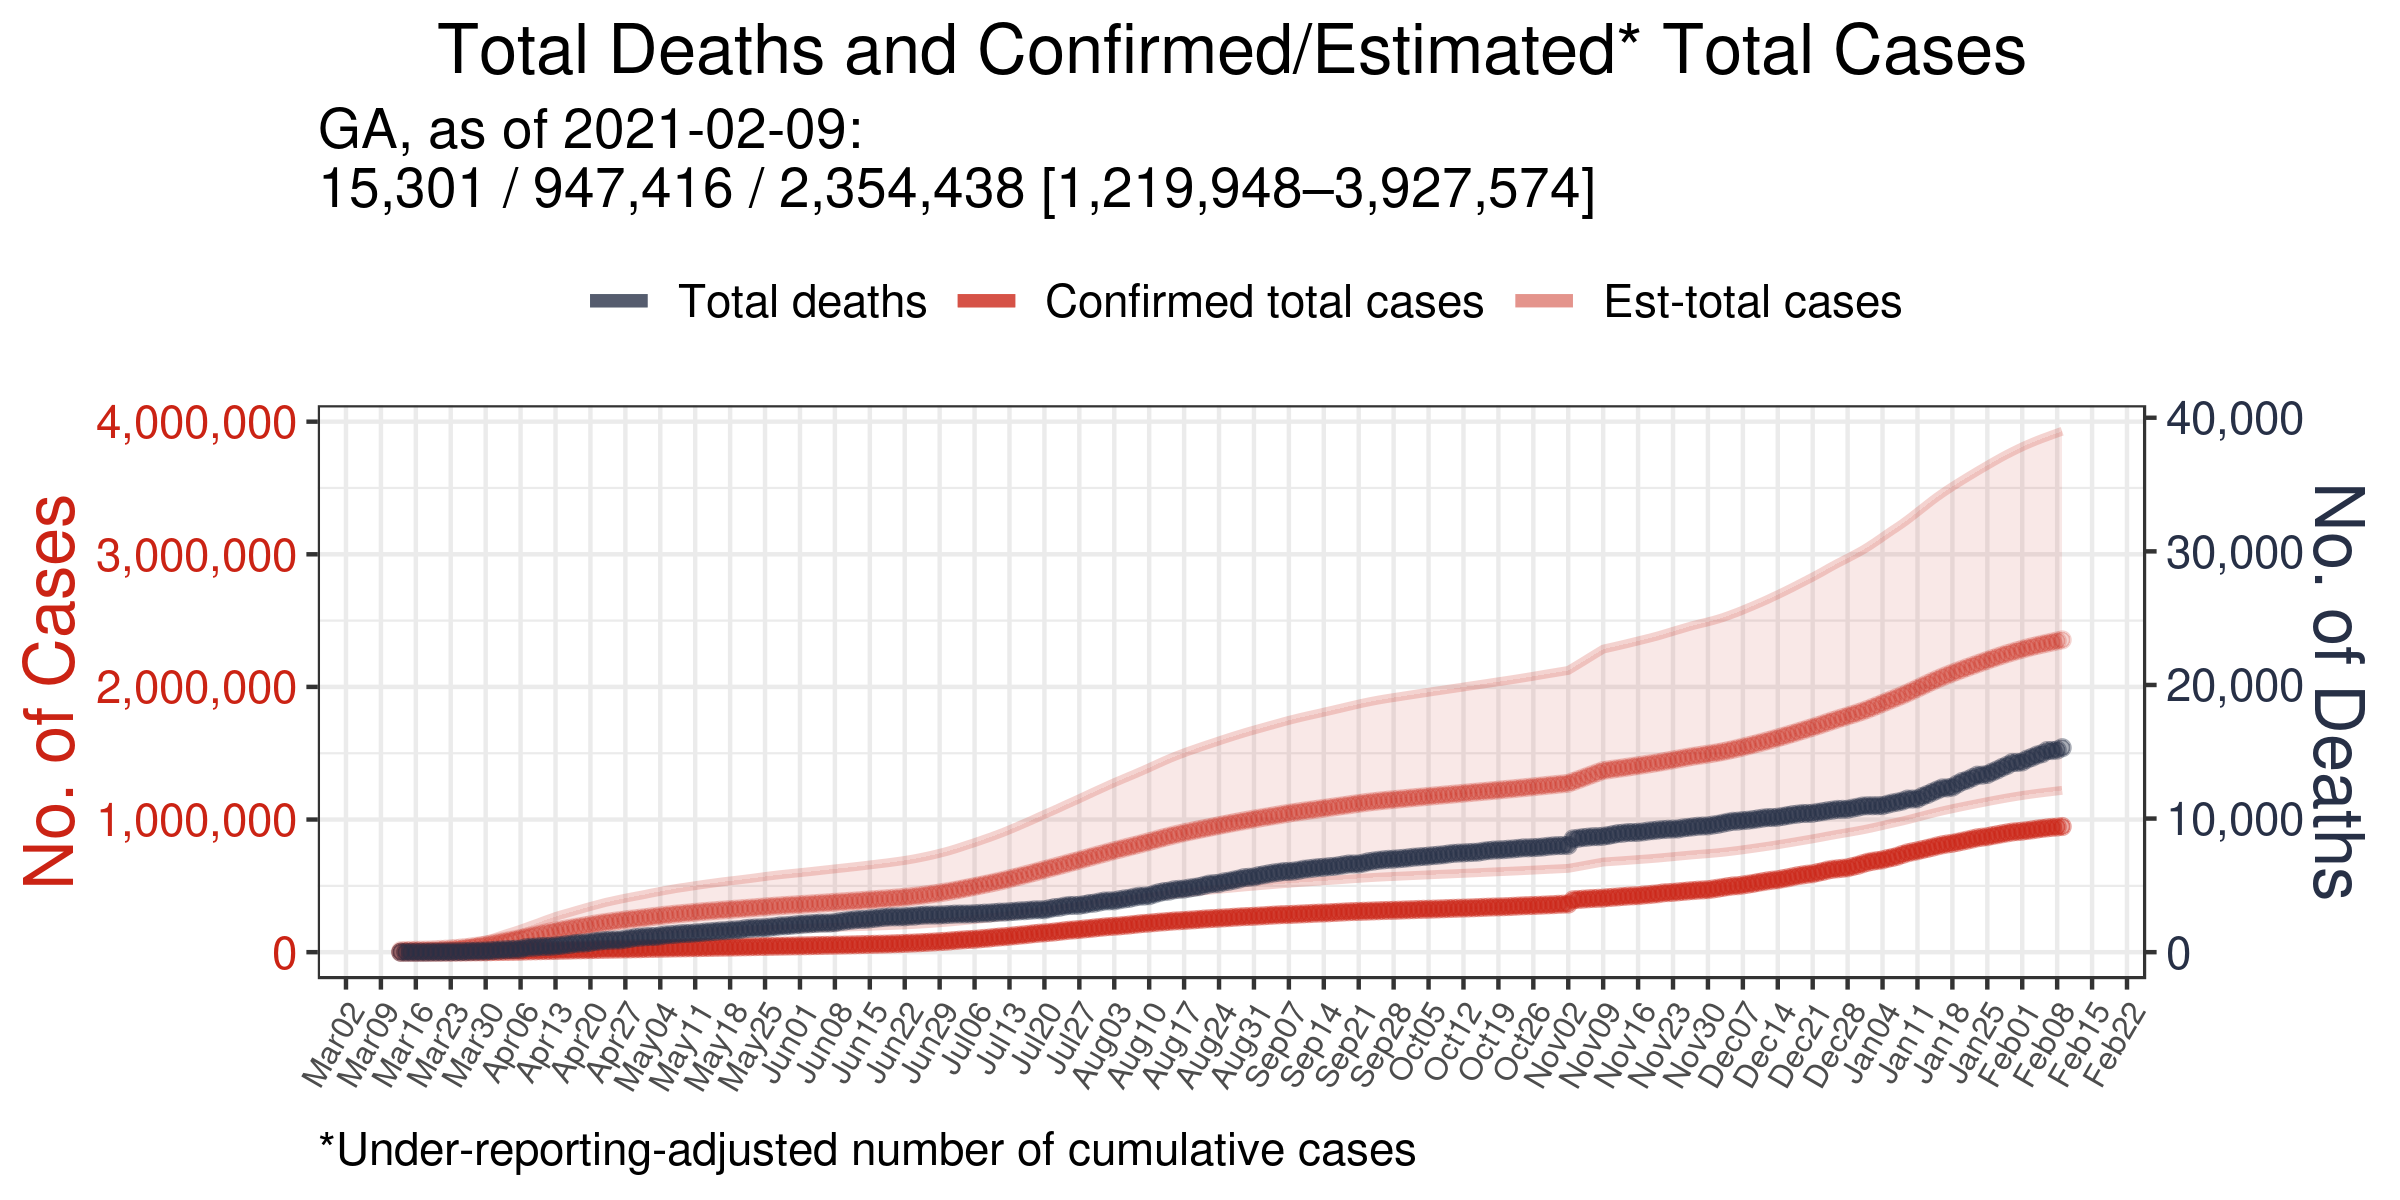 Total Deaths and Confirmed/Estimated* Total Cases
GA, as of 2021-02-09:
15,301 / 947,416 / 2,354,438 [1,219,948–3,927,574]
Total deaths
Confirmed total cases
Est-total cases
No. of Cases
4,000,000
3,000,000
2,000,000
1,000,000
0
40,000
30,000
20,000
10,000
0
No. of Deaths
Mar02
Mar09
Mar16
Mar23
Mar30
Apr06
Apr13
Apr20
Apr27
May04
May11
May18
May25
Jun01
Jun08
Jun15
Jun22
Jun29
Jul06
Jul13
Jul20
Jul27
Aug03
Aug10
Aug17
Aug24
Aug31
Sep07
Sep14
Sep21
Sep28
Oct05
Oct12
Oct19
Oct26
Nov02
Nov09
Nov16
Nov23
Nov30
Dec07
Dec14
Dec21
Dec28
Jan04
Jan11
Jan18
Jan25
Feb01
Feb08
Feb15
Feb22
*Under-reporting-adjusted number of cumulative cases